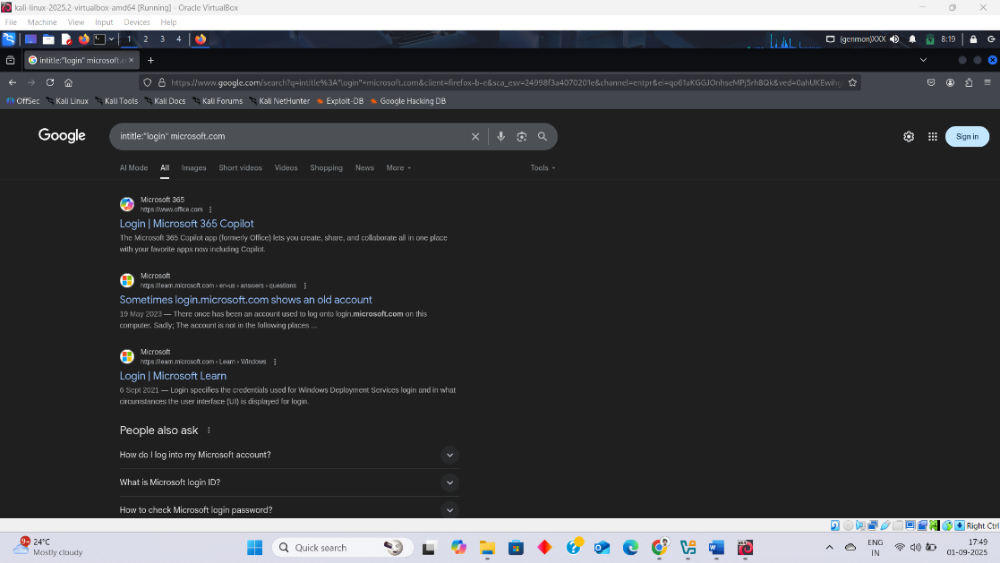 kali-linux-2025.2-virtualbox-amd64 [Running] - Oracle VirtualBox
File Machine View Input Devices Help
1 2 3 4 (genmon)XXX 8:19
intitle:"login" microsoft.c
https://www.google.com/search?q=intitle%3A"login"+microsoft.com&client=firefox-b-e&sca_esv=24998f3a4070201e&channel=entpr&ei=qo61aKGGJOnhseMPj5rh8Qk&ved=0ahUKEwihg
OffSec Kali Linux Kali Tools Kali Docs Kali Forums Kali NetHunter Exploit-DB Google Hacking DB
Google
intitle:"login" microsoft.com
Sign in
AI Mode All Images Short videos Videos Shopping News More Tools
Microsoft 365
https://www.office.com
Login | Microsoft 365 Copilot
The Microsoft 365 Copilot app (formerly Office) lets you create, share, and collaborate all in one place
with your favorite apps now including Copilot.
Microsoft
https://learn.microsoft.com › en-us › answers › questions
Sometimes login.microsoft.com shows an old account
19 May 2023 — There once has been an account used to log onto login.microsoft.com on this
computer. Sadly; The account is not in the following places ...
Microsoft
https://learn.microsoft.com › Learn › Windows
Login | Microsoft Learn
6 Sept 2021 — Login specifies the credentials used for Windows Deployment Services login and in what
circumstances the user interface (UI) is displayed for login.
People also ask
How do I log into my Microsoft account?
What is Microsoft login ID?
How to check Microsoft login password?
Right Ctrl
9+
24°C
Mostly cloudy
Quick search
ENG
IN
17:49
01-09-2025